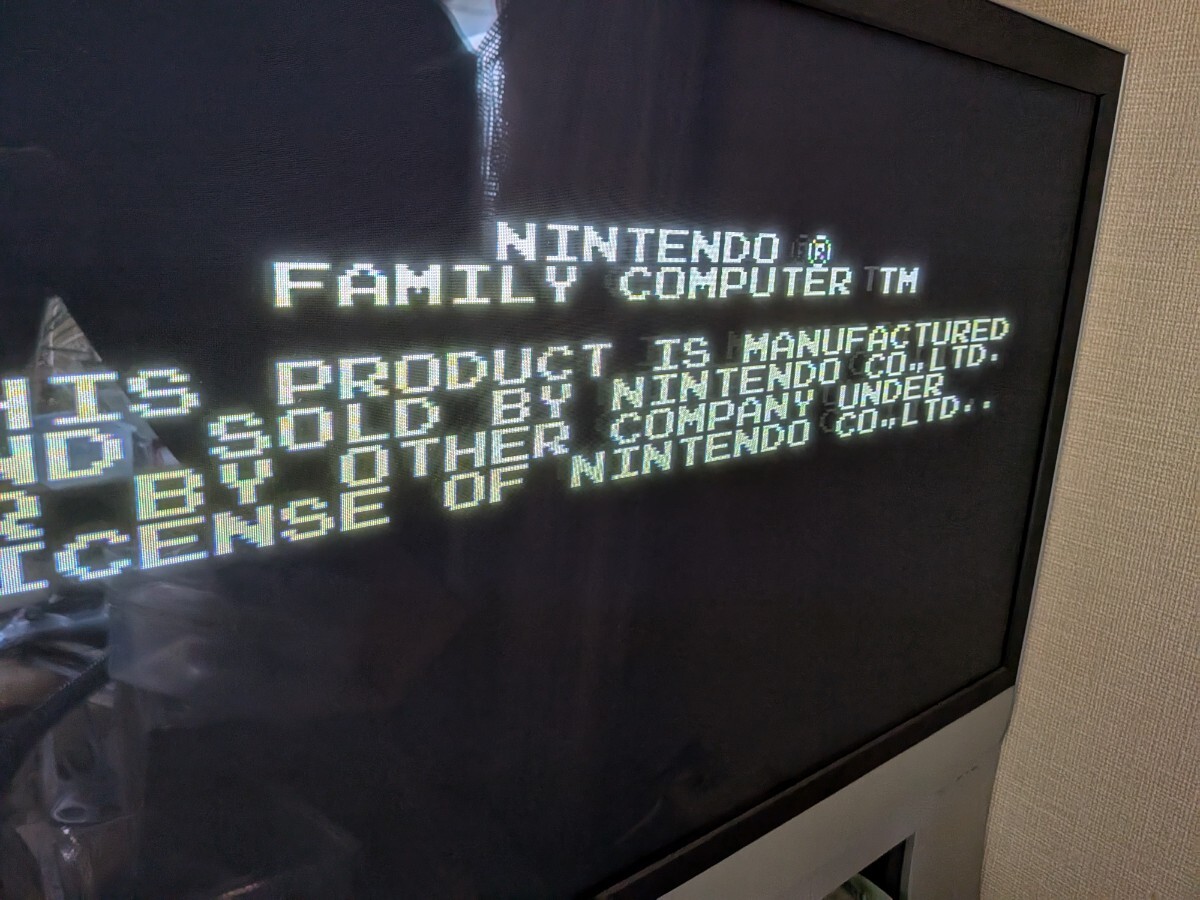 NINTENDO ®
FAMILY COMPUTER TM
HIS PRODUCT IS MANUFACTURED
ND SOLD BY NINTENDO CO.,LTD.
R BY OTHER COMPANY UNDER
ICENSE OF NINTENDO CO.,LTD..